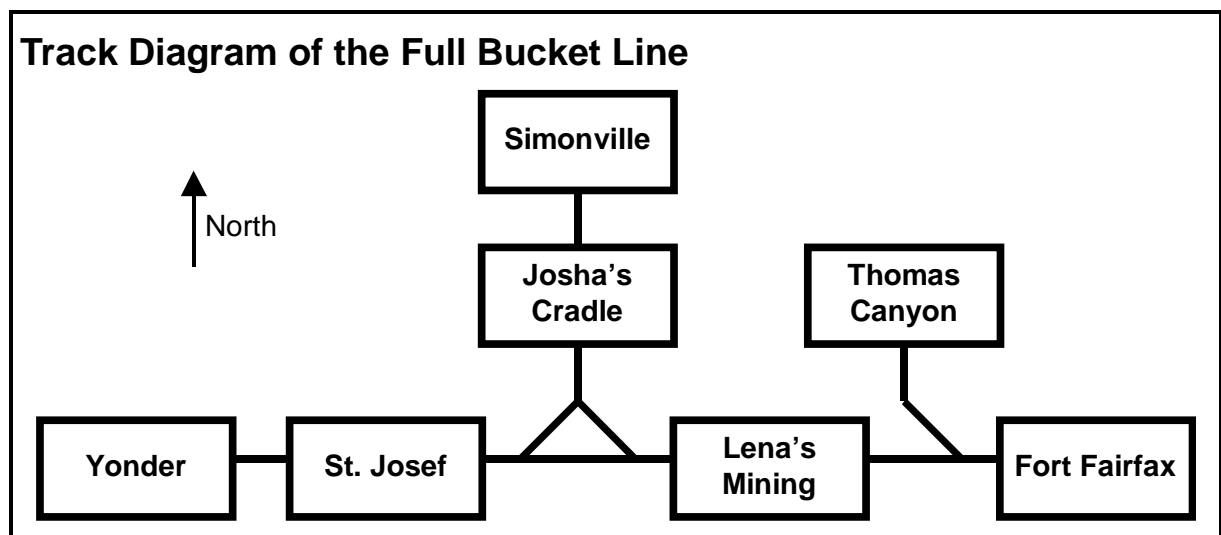 Track Diagram of the Full Bucket Line
Simonville
North
Josha’s
Cradle
Thomas
Canyon
Yonder
St. Josef
Lena’s
Mining
Fort Fairfax